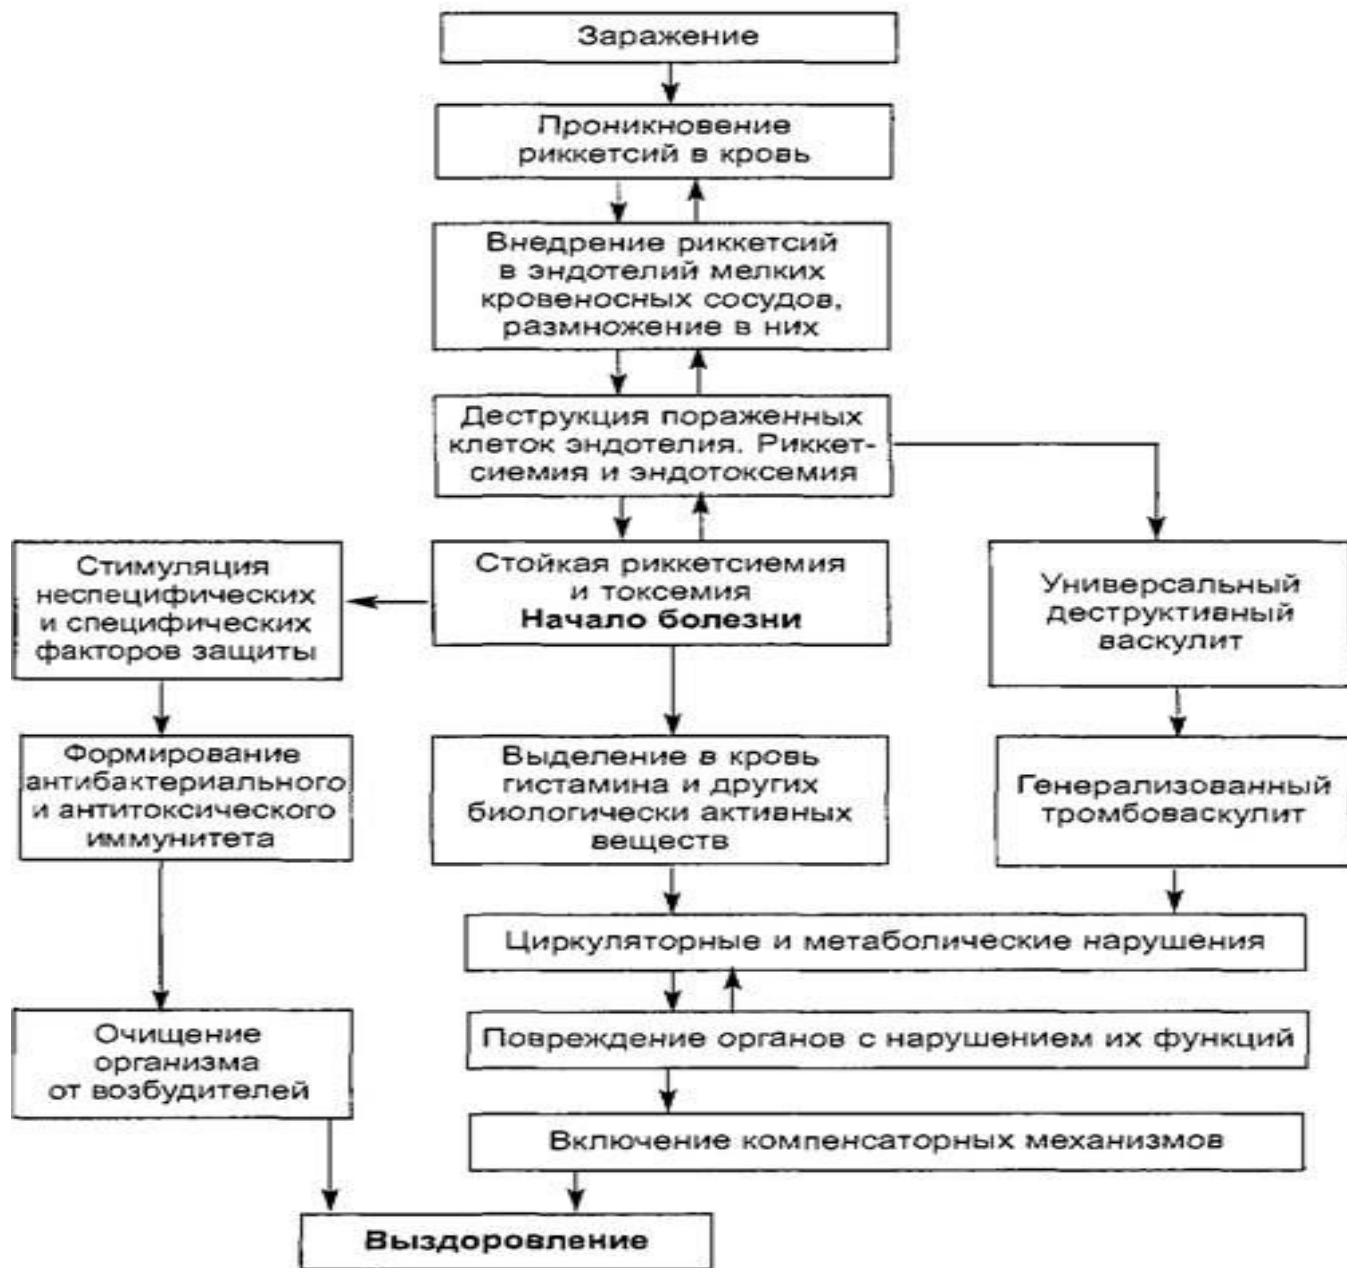 Заражение
Проникновение
риккетсий в кровь
Внедрение риккетсий
в эндотелий мелких
кровеносных сосудов,
размножение в них
Деструкция пораженных
клеток эндотелия. Риккет-
сиемия и эндотоксемия
Стимуляция
неспецифических
и специфических
факторов защиты
Стойкая риккетсиемия
и токсемия
Начало болезни
Универсальный
деструктивный
васкулит
Формирование
антибактериального
и антитоксического
иммунитета
Выделение в кровь
гистамина и других
биологически активных
веществ
Генерализованный
тромбоваскулит
Циркуляторные и метаболические нарушения
Очищение
организма
от возбудителей
Повреждение органов с нарушением их функций
Включение компенсаторных механизмов
Выздоровление